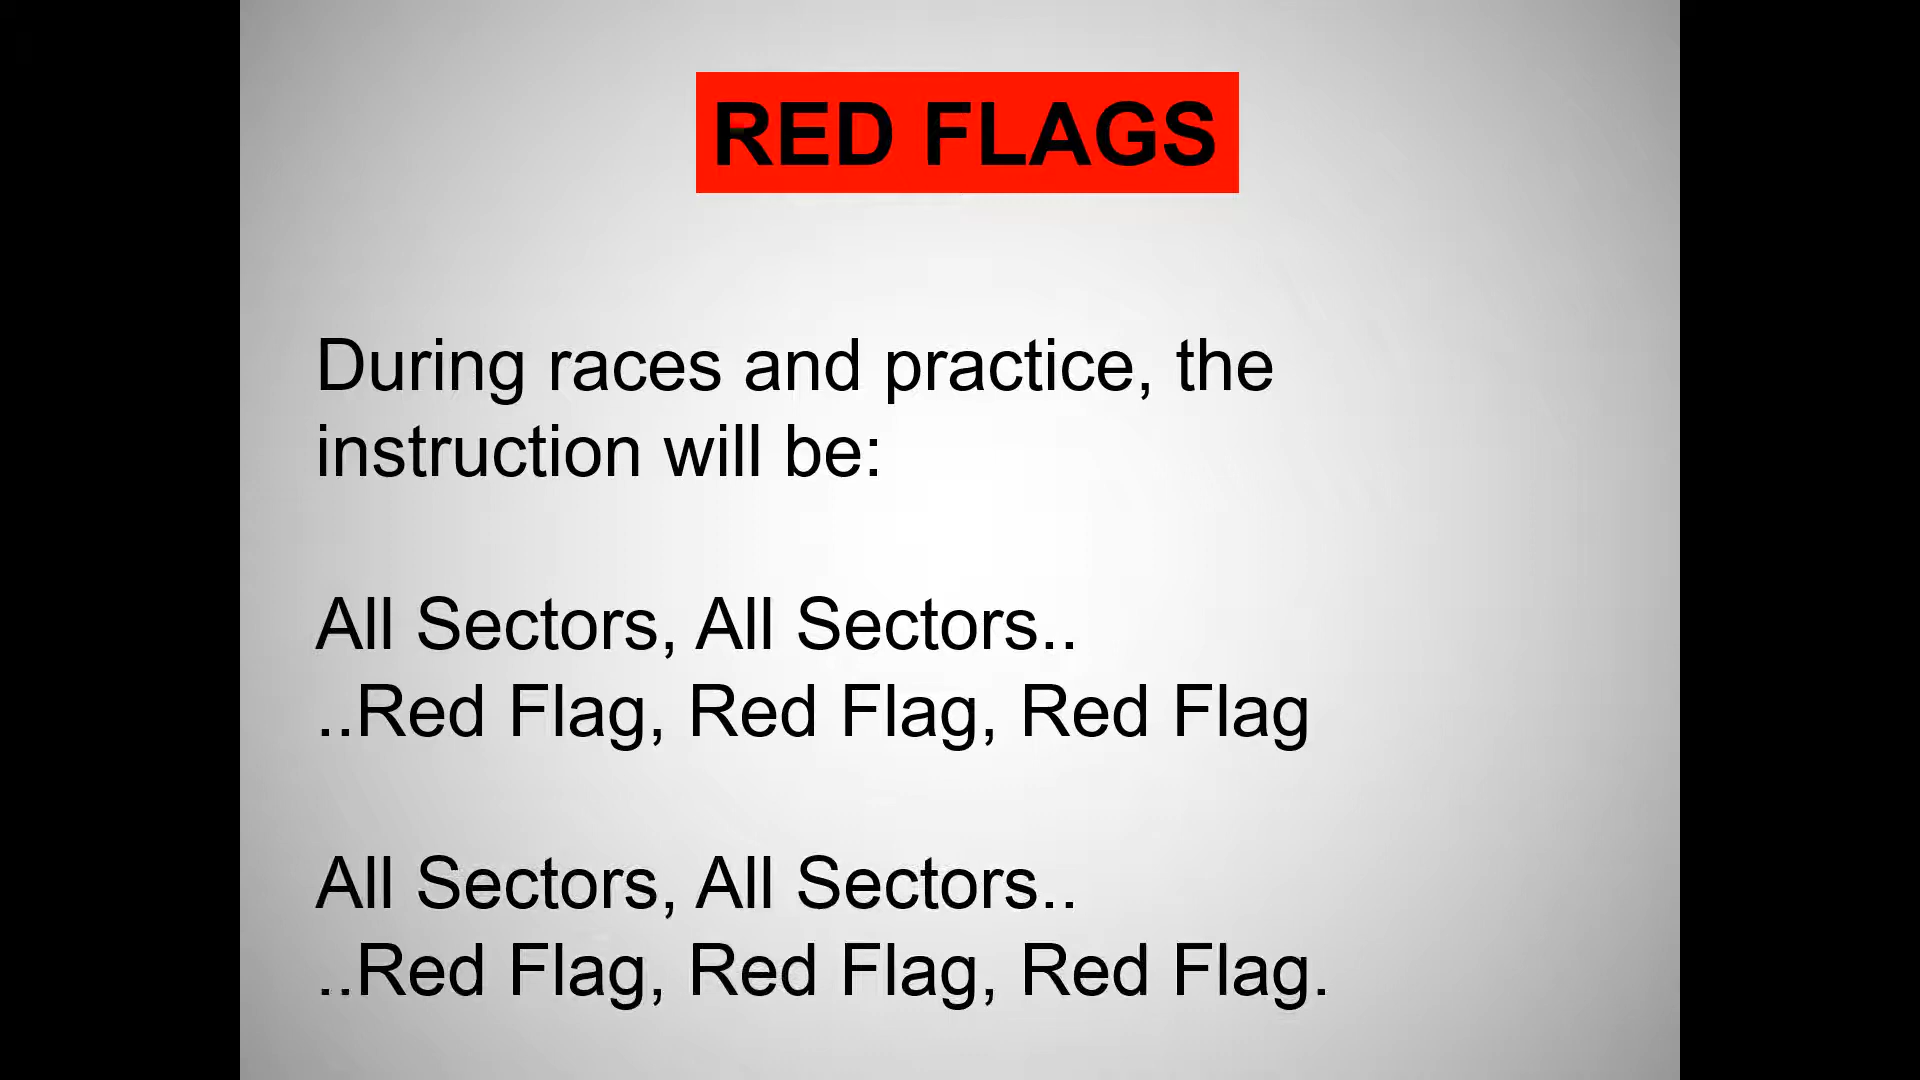 RED FLAGS
During races and practice, the
instruction will be:
All Sectors, All Sectors..
..Red Flag, Red Flag, Red Flag
All Sectors, All Sectors..
..Red Flag, Red Flag, Red Flag.